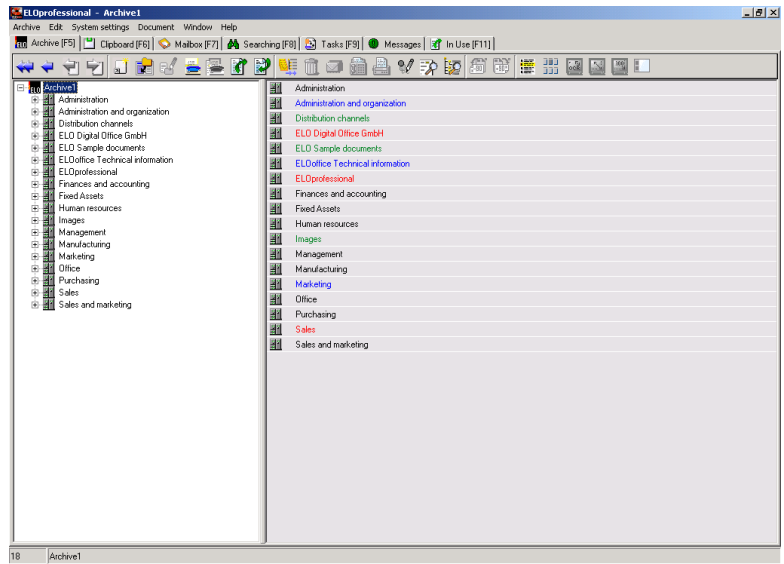 ELOprofessional - Archive1
Archive Edit System settings Document Window Help
Archive [F5] Clipboard [F6] Mailbox [F7] Searching [F8] Tasks [F9] Messages In Use [F11]
Archive1
Administration
Administration and organization
Distribution channels
ELO Digital Office GmbH
ELO Sample documents
ELOoffice Technical information
ELOprofessional
Finances and accounting
Fixed Assets
Human resources
Images
Management
Manufacturing
Marketing
Office
Purchasing
Sales
Sales and marketing
Administration
Administration and organization
Distribution channels
ELO Digital Office GmbH
ELO Sample documents
ELOoffice Technical information
ELOprofessional
Finances and accounting
Fixed Assets
Human resources
Images
Management
Manufacturing
Marketing
Office
Purchasing
Sales
Sales and marketing
18 Archive1